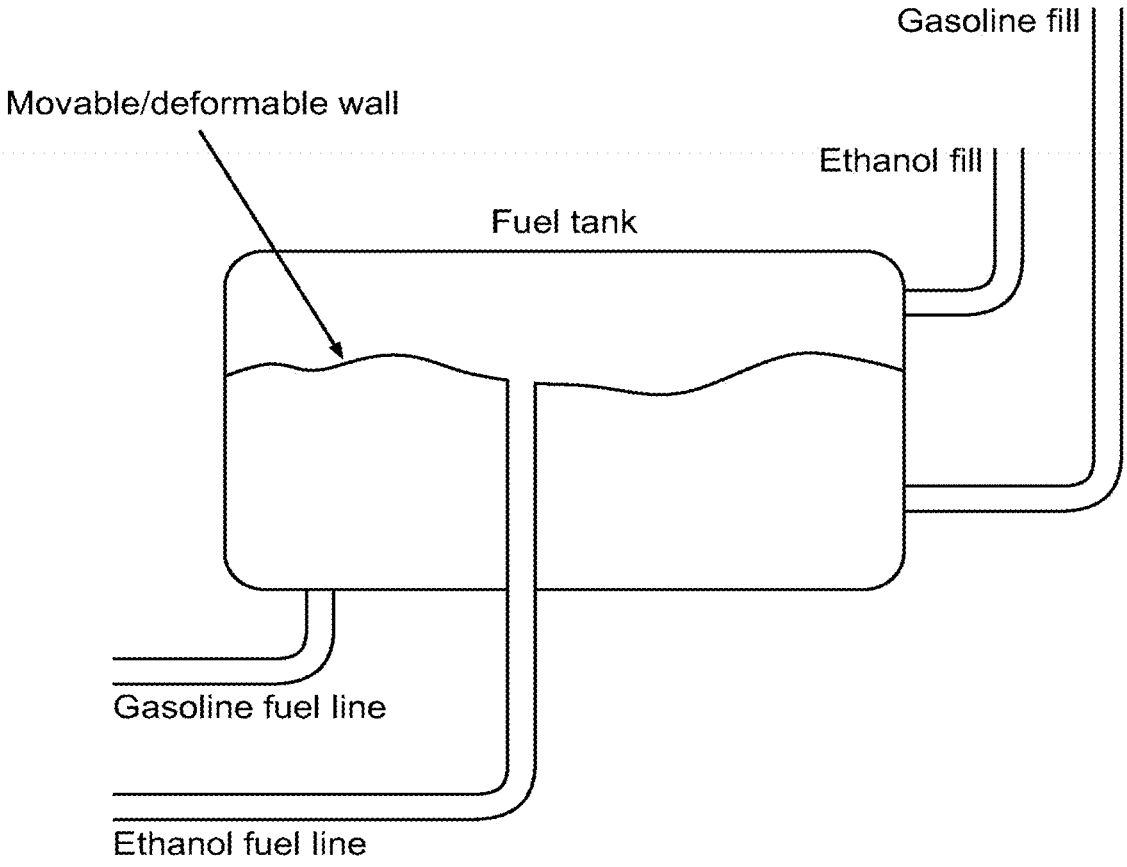 Gasoline fill
Movable/deformable wall
Ethanol fill
Fuel tank
Gasoline fuel line
Ethanol fuel line